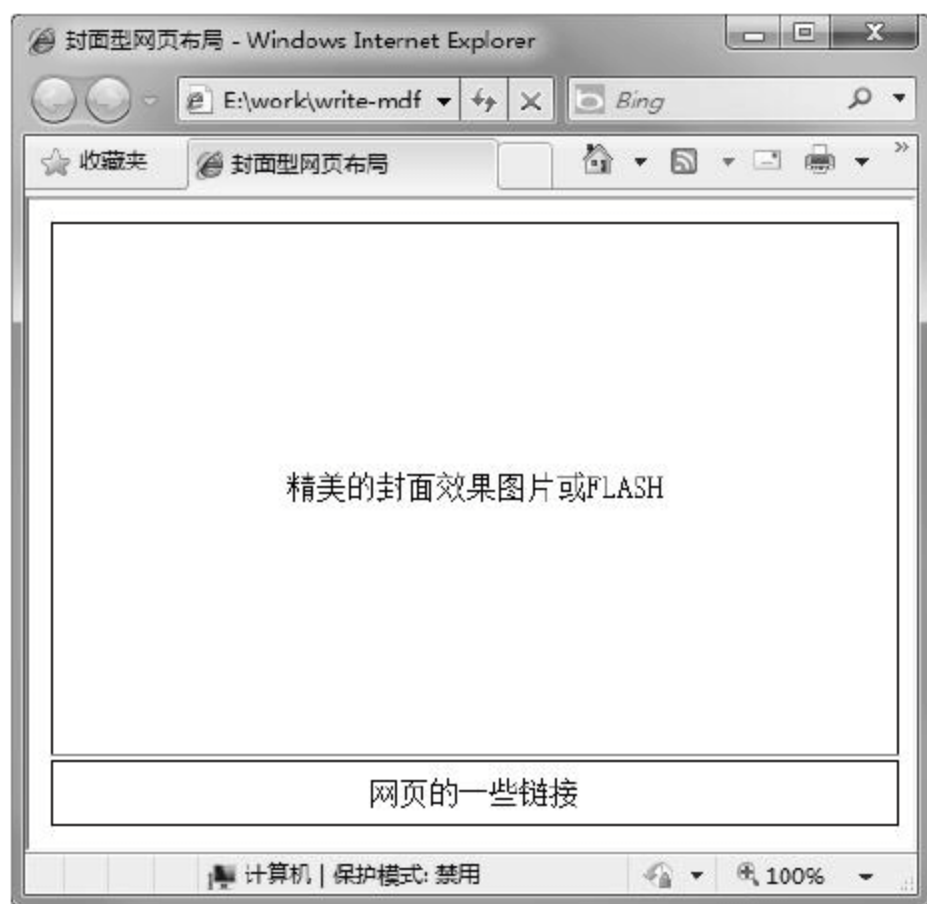 封面型网页布局 - Windows Internet Explorer
E:\work\write-mdf
Bing
收藏夹
封面型网页布局
精美的封面效果图片或FLASH
网页的一些链接
计算机 | 保护模式: 禁用
100%